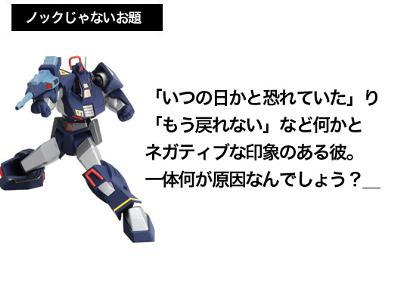 ノックじゃないお題
「いつの日かと恐れていた」り
「もう戻れない」など何かと
ネガティブな印象のある彼。
一体何が原因なんでしょう？__